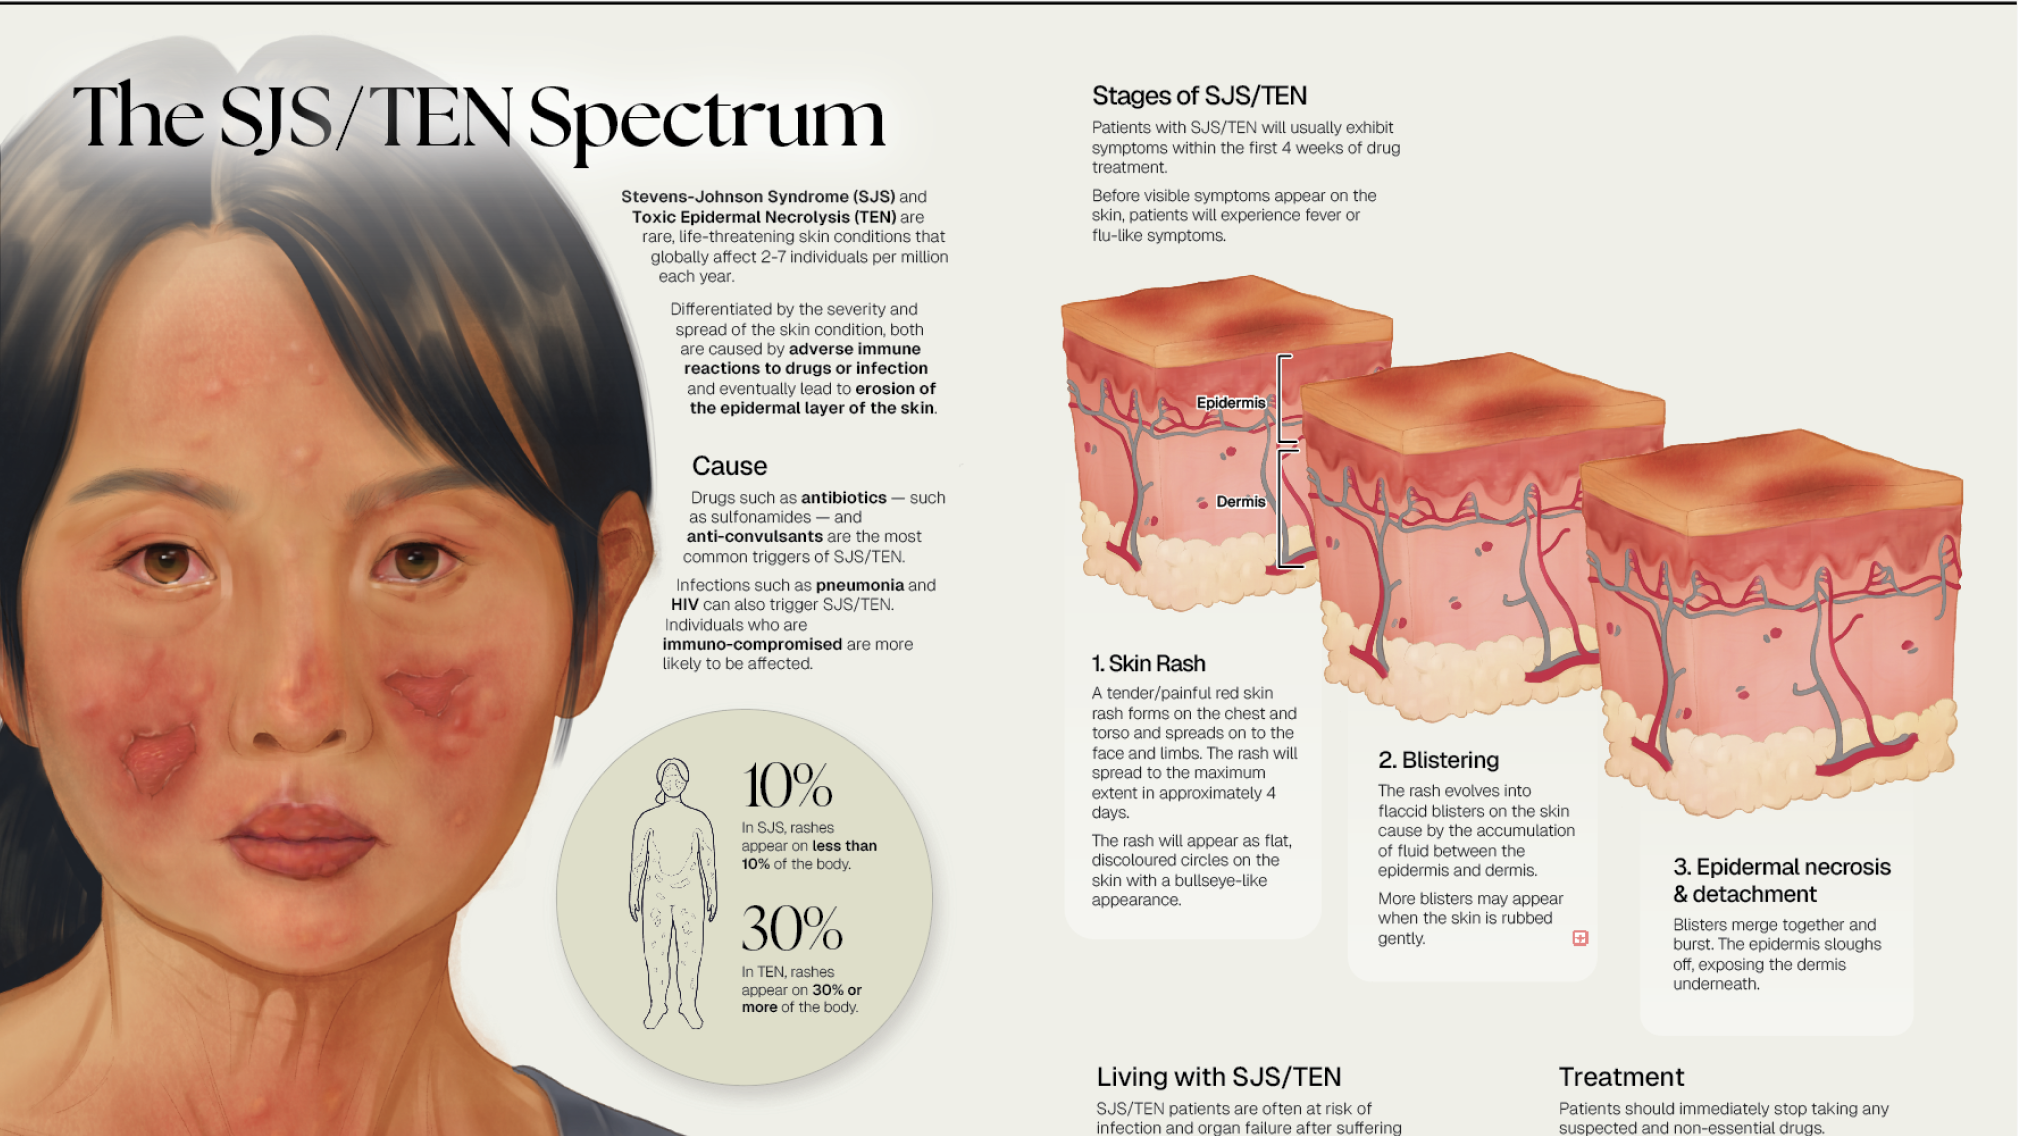 The SJS/TEN Spectrum
Stevens-Johnson Syndrome (SJS) and
Toxic Epidermal Necrolysis (TEN) are
rare, life-threatening skin conditions that
globally affect 2-7 individuals per million
each year.
Differentiated by the severity and
spread of the skin condition, both
are caused by adverse immune
reactions to drugs or infection
and eventually lead to erosion of
the epidermal layer of the skin.
Cause
Drugs such as antibiotics — such
as sulfonamides — and
anti-convulsants are the most
common triggers of SJS/TEN.
Infections such as pneumonia and
HIV can also trigger SJS/TEN.
Individuals who are
immuno-compromised are more
likely to be affected.
10%
In SJS, rashes
appear on less than
10% of the body.
30%
In TEN, rashes
appear on 30% or
more of the body.
Stages of SJS/TEN
Patients with SJS/TEN will usually exhibit
symptoms within the first 4 weeks of drug
treatment.
Before visible symptoms appear on the
skin, patients will experience fever or
flu-like symptoms.
Epidermis
Dermis
1. Skin Rash
A tender/painful red skin
rash forms on the chest and
torso and spreads on to the
face and limbs. The rash will
spread to the maximum
extent in approximately 4
days.
The rash will appear as flat,
discoloured circles on the
skin with a bullseye-like
appearance.
2. Blistering
The rash evolves into
flaccid blisters on the skin
cause by the accumulation
of fluid between the
epidermis and dermis.
More blisters may appear
when the skin is rubbed
gently.
3. Epidermal necrosis
& detachment
Blisters merge together and
burst. The epidermis sloughs
off, exposing the dermis
underneath.
Living with SJS/TEN
SJS/TEN patients are often at risk of
infection and organ failure after suffering
Treatment
Patients should immediately stop taking any
suspected and non-essential drugs.